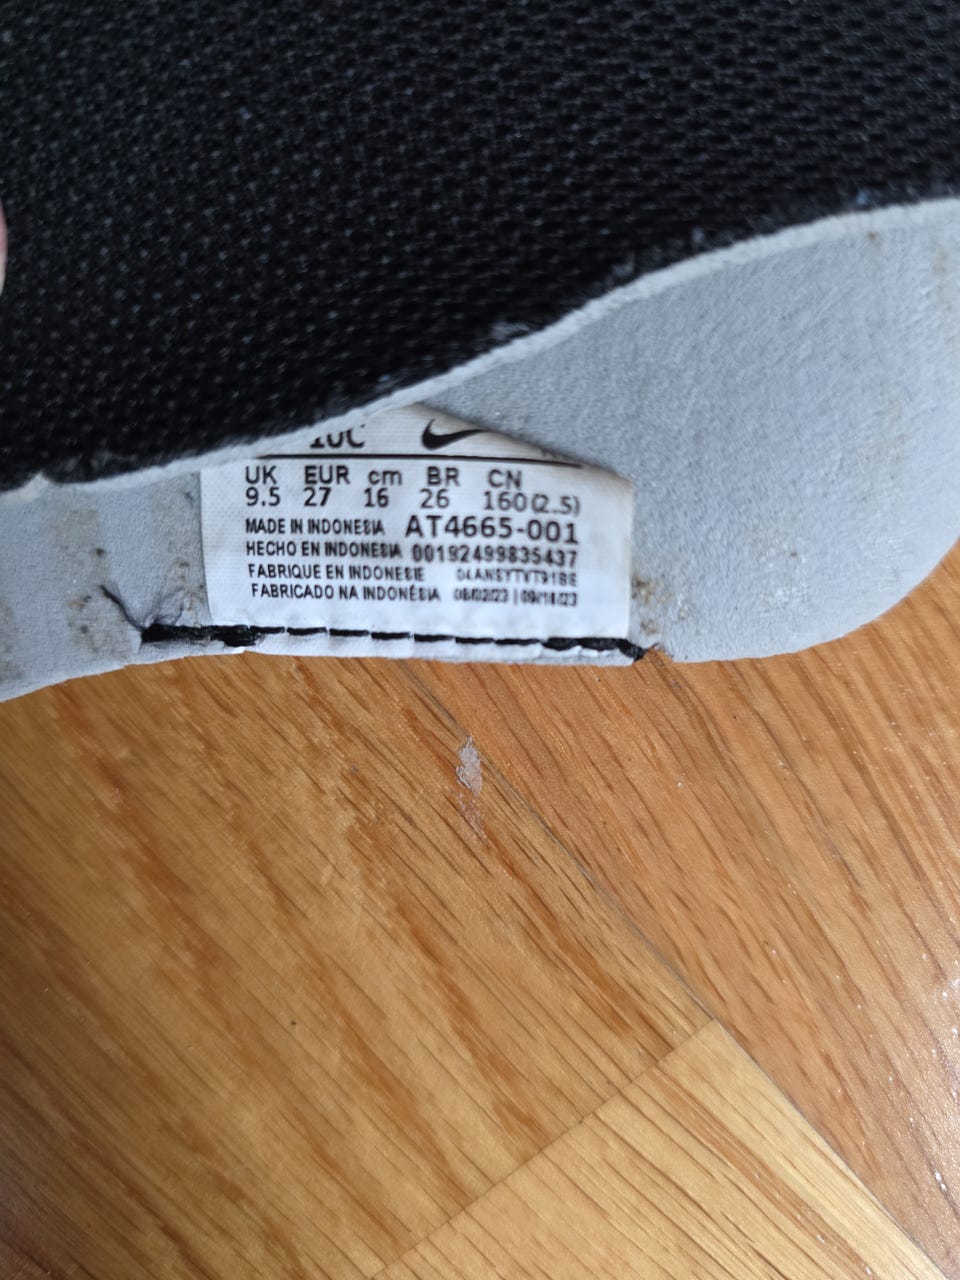 10C
UK EUR cm BR CN
9.5 27 16 26 160(2.5)
MADE IN INDONESIA AT4665-001
HECHO EN INDONESIA 00192499835437
FABRIQUE EN INDONESIE
FABRICADO NA INDONÉSIA 08/02/23 | 09/16/23